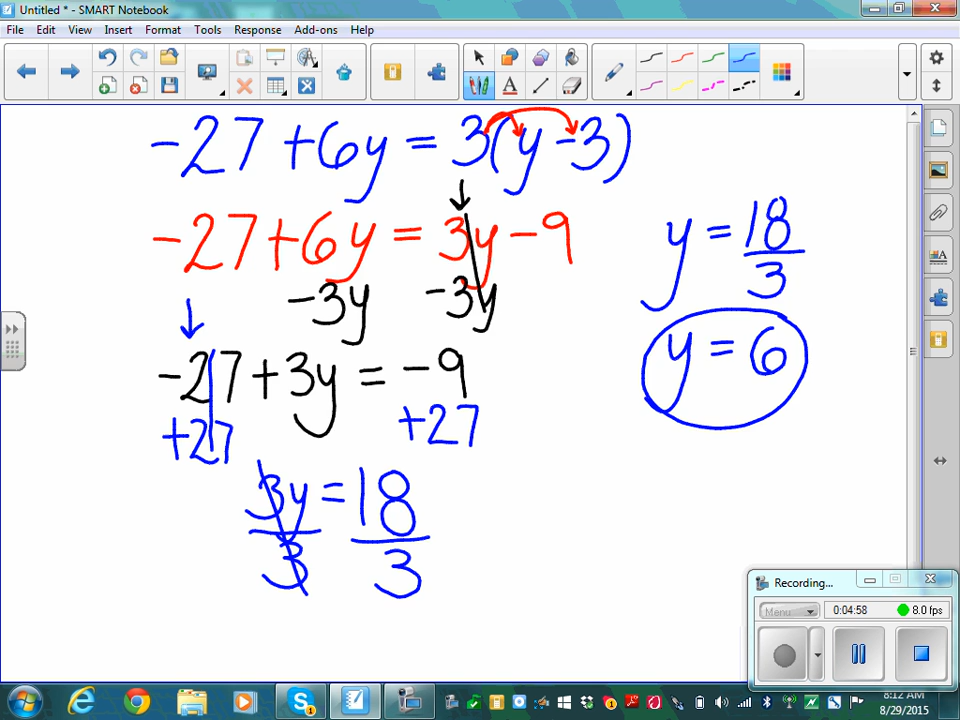 Untitled * - SMART Notebook
File Edit View Insert Format Tools Response Add-ons Help
-27 + 6y = 3(y - 3)
-27 + 6y = 3y - 9
-3y -3y
-27 + 3y = -9
+27 +27
3y = 18
3 3
y = 18
3
y = 6
Recording...
Menu 0:04:58 8.0 fps
8:12 AM
8/29/2015